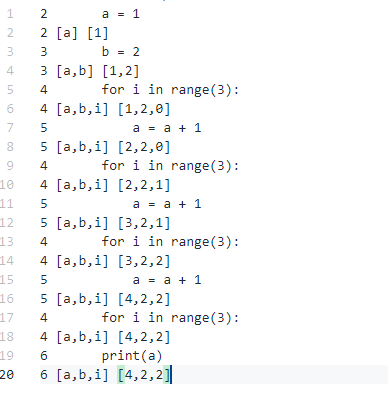 1 2       a = 1
2 2 [a] [1]
3 3       b = 2
4 3 [a,b] [1,2]
5 4       for i in range(3):
6 4 [a,b,i] [1,2,0]
7 5           a = a + 1
8 5 [a,b,i] [2,2,0]
9 4       for i in range(3):
10 4 [a,b,i] [2,2,1]
11 5           a = a + 1
12 5 [a,b,i] [3,2,1]
13 4       for i in range(3):
14 4 [a,b,i] [3,2,2]
15 5           a = a + 1
16 5 [a,b,i] [4,2,2]
17 4       for i in range(3):
18 4 [a,b,i] [4,2,2]
19 6       print(a)
20 6 [a,b,i] [4,2,2]